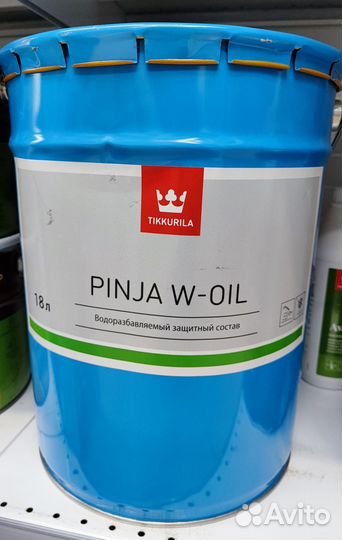 TIKKURILA
PINJA W-OIL
Водоразбавляемый защитный состав
18л
Avito